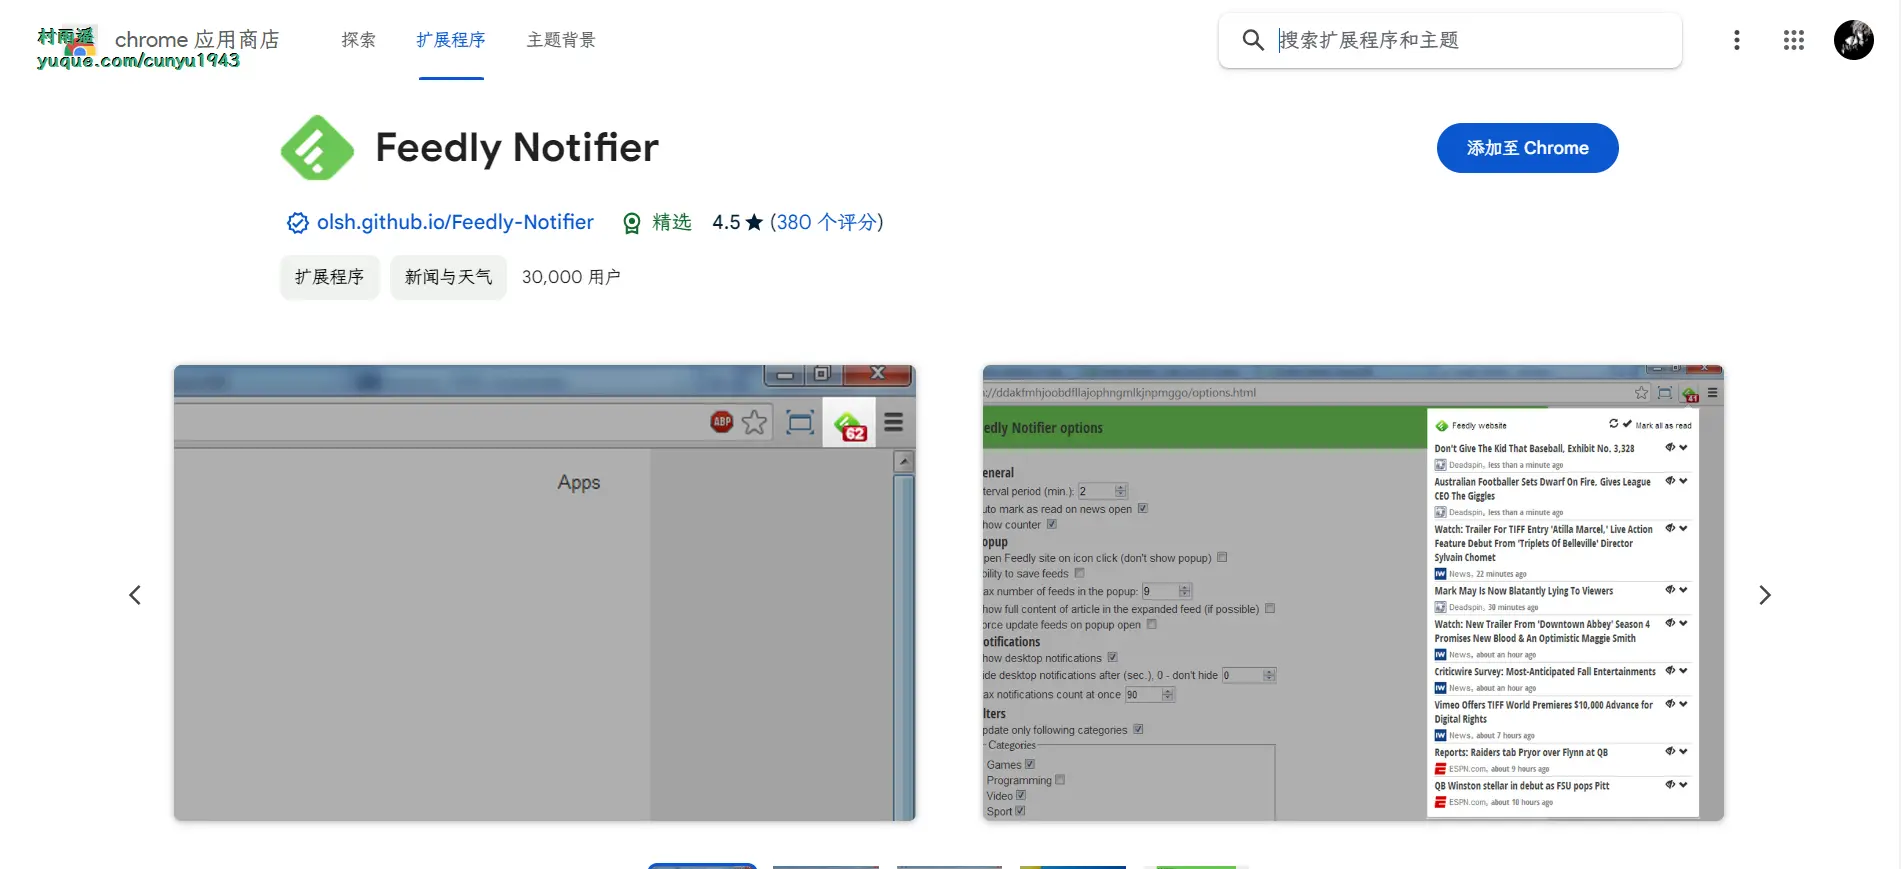 村雨遥
yuque.com/cunyu1943
chrome 应用商店
探索
扩展程序
主题背景
搜索扩展程序和主题
Feedly Notifier
添加至 Chrome
olsh.github.io/Feedly-Notifier
精选
4.5 ★ (380 个评分)
扩展程序
新闻与天气
30,000 用户
ABP
62
Apps
://ddakfmhjoobdfllajophngmlkjnpmggo/options.html
41
edly Notifier options
eneral
terval period (min.): 2
uto mark as read on news open
how counter
opup
pen Feedly site on icon click (don't show popup)
bility to save feeds
ax number of feeds in the popup: 9
how full content of article in the expanded feed (if possible)
orce update feeds on popup open
otifications
how desktop notifications
ide desktop notifications after (sec.), 0 - don't hide 0
ax notifications count at once 90
lters
pdate only following categories
Categories
Games
Programming
Video
Sport
Feedly website
Mark all as read
Don't Give The Kid That Baseball, Exhibit No. 3,328
Deadspin, less than a minute ago
Australian Footballer Sets Dwarf On Fire, Gives League
CEO The Giggles
Deadspin, less than a minute ago
Watch: Trailer For TIFF Entry 'Atilla Marcel,' Live Action
Feature Debut From 'Triplets Of Belleville' Director
Sylvain Chomet
IW News, 22 minutes ago
Mark May Is Now Blatantly Lying To Viewers
Deadspin, 30 minutes ago
Watch: New Trailer From 'Downtown Abbey' Season 4
Promises New Blood & An Optimistic Maggie Smith
IW News, about an hour ago
Criticwire Survey: Most-Anticipated Fall Entertainments
IW News, about an hour ago
Vimeo Offers TIFF World Premieres $10,000 Advance for
Digital Rights
IW News, about 7 hours ago
Reports: Raiders tab Pryor over Flynn at QB
ESPN.com, about 9 hours ago
QB Winston stellar in debut as FSU pops Pitt
ESPN.com, about 10 hours ago